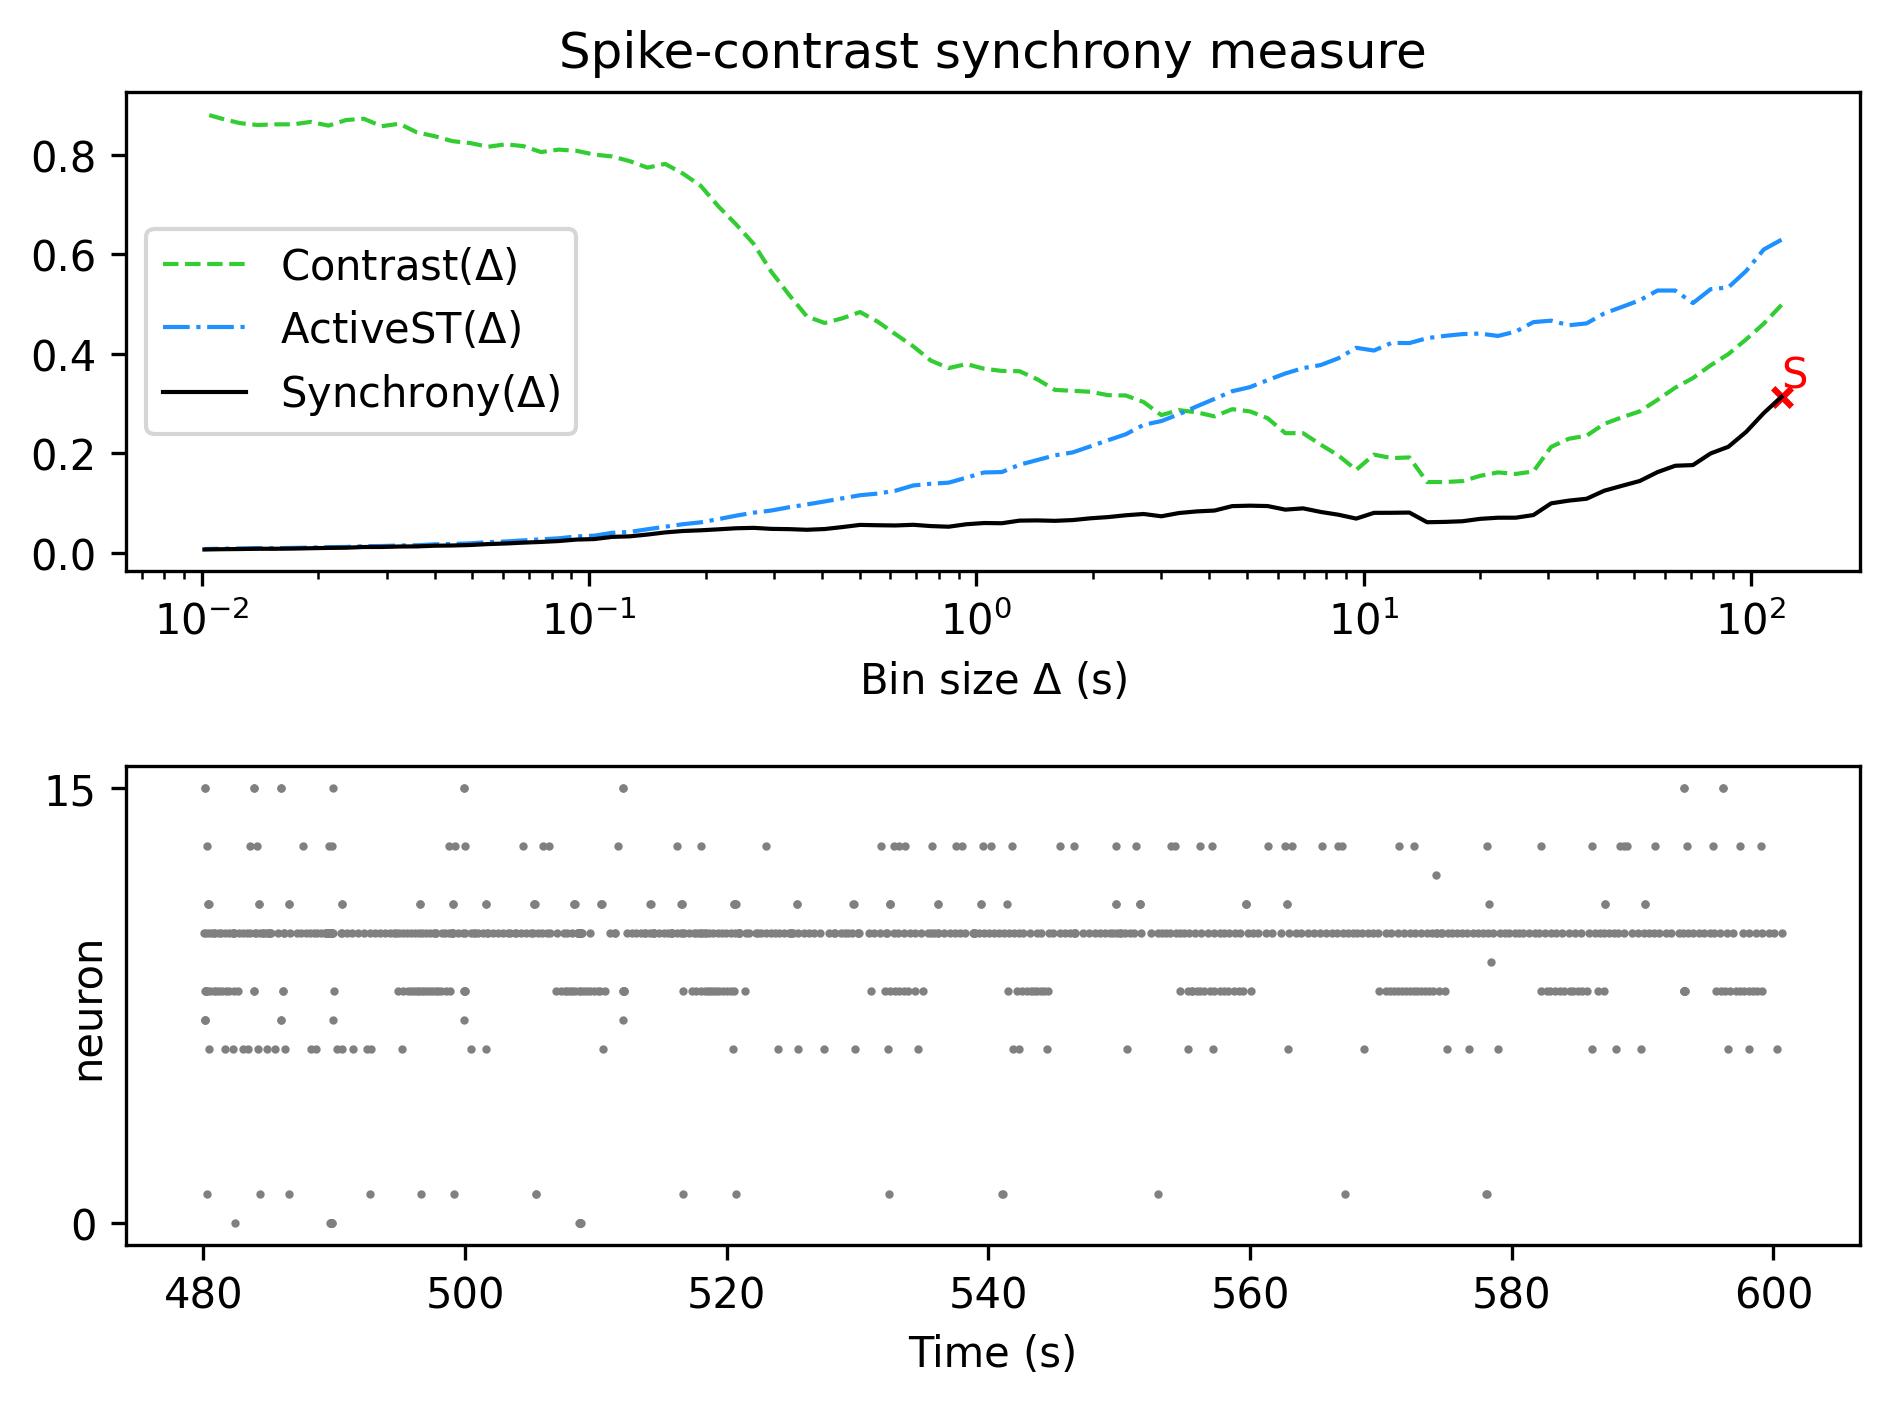 Spike-contrast synchrony measure
0.8
0.6
0.4
0.2
0.0
Contrast(Δ)
ActiveST(Δ)
Synchrony(Δ)
S
10⁻² 10⁻¹ 10⁰ 10¹ 10²
Bin size Δ (s)
15
0
neuron
480 500 520 540 560 580 600
Time (s)